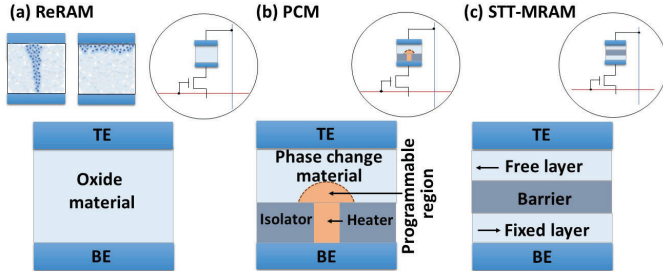 (a) ReRAM
(b) PCM
(c) STT-MRAM
TE
Oxide
material
BE
TE
Phase change
material
Isolator
Heater
BE
Programmable
region
TE
Free layer
Barrier
Fixed layer
BE